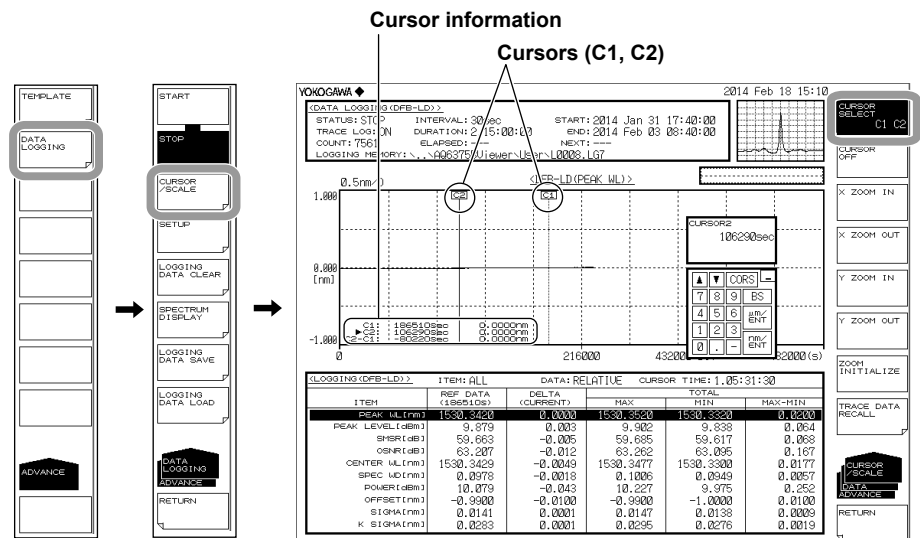 Cursor information
Cursors (C1, C2)
TEMPLATE
DATA
LOGGING
ADVANCE
START
STOP
CURSOR
/SCALE
SETUP
LOGGING
DATA CLEAR
SPECTRUM
DISPLAY
LOGGING
DATA SAVE
LOGGING
DATA LOAD
DATA
LOGGING
ADVANCE
RETURN
YOKOGAWA ◆ 2014 Feb 18 15:10
<DATA LOGGING(DFB-LD)>
STATUS: STOP INTERVAL: 30sec START: 2014 Jan 31 17:40:00
TRACE LOG: ON DURATION: 2.15:00:00 END: 2014 Feb 03 08:40:00
COUNT: 7561 ELAPSED: --- NEXT: ---
LOGGING MEMORY: \..\AQ6375Viewer\User\L0008.LG7
<DFB-LD(PEAK WL)>
C2 C1
1.000
0.000
[nm]
-1.000
CURSOR2
106290sec
▲ ▼ CORS -
7 8 9 BS
4 5 6 μm/ENT
1 2 3
0 . - nm/ENT
C1: 186510sec 0.0000nm
▶C2: 106290sec 0.0000nm
C2-C1: -80220sec 0.0000nm
0 216000
<LOGGING(DFB-LD)> ITEM: ALL DATA: RELATIVE CURSOR TIME: 1.05:31:30
ITEM REF DATA (186510s) DELTA (CURRENT) TOTAL MAX MIN MAX-MIN
PEAK WL[nm] 1530.3420 0.0000 1530.3520 1530.3320 0.0200
PEAK LEVEL[dBm] 9.879 0.003 9.902 9.838 0.064
SMSR[dB] 59.663 -0.005 59.685 59.617 0.068
OSNR[dB] 63.207 -0.012 63.262 63.095 0.167
CENTER WL[nm] 1530.3429 -0.0049 1530.3477 1530.3300 0.0177
SPEC WD[nm] 0.0978 -0.0018 0.1006 0.0949 0.0057
POWER[dBm] 10.079 -0.043 10.227 9.975 0.252
OFFSET[nm] -0.9900 -0.0100 -0.9900 -1.0000 0.0100
SIGMA[nm] 0.0141 0.0001 0.0147 0.0138 0.0009
K SIGMA[nm] 0.0283 0.0001 0.0295 0.0276 0.0019
CURSOR
SELECT
C1 C2
CURSOR
OFF
X ZOOM IN
X ZOOM OUT
Y ZOOM IN
Y ZOOM OUT
ZOOM
INITIALIZE
TRACE DATA
RECALL
CURSOR
/SCALE
DATA
ADVANCE
RETURN